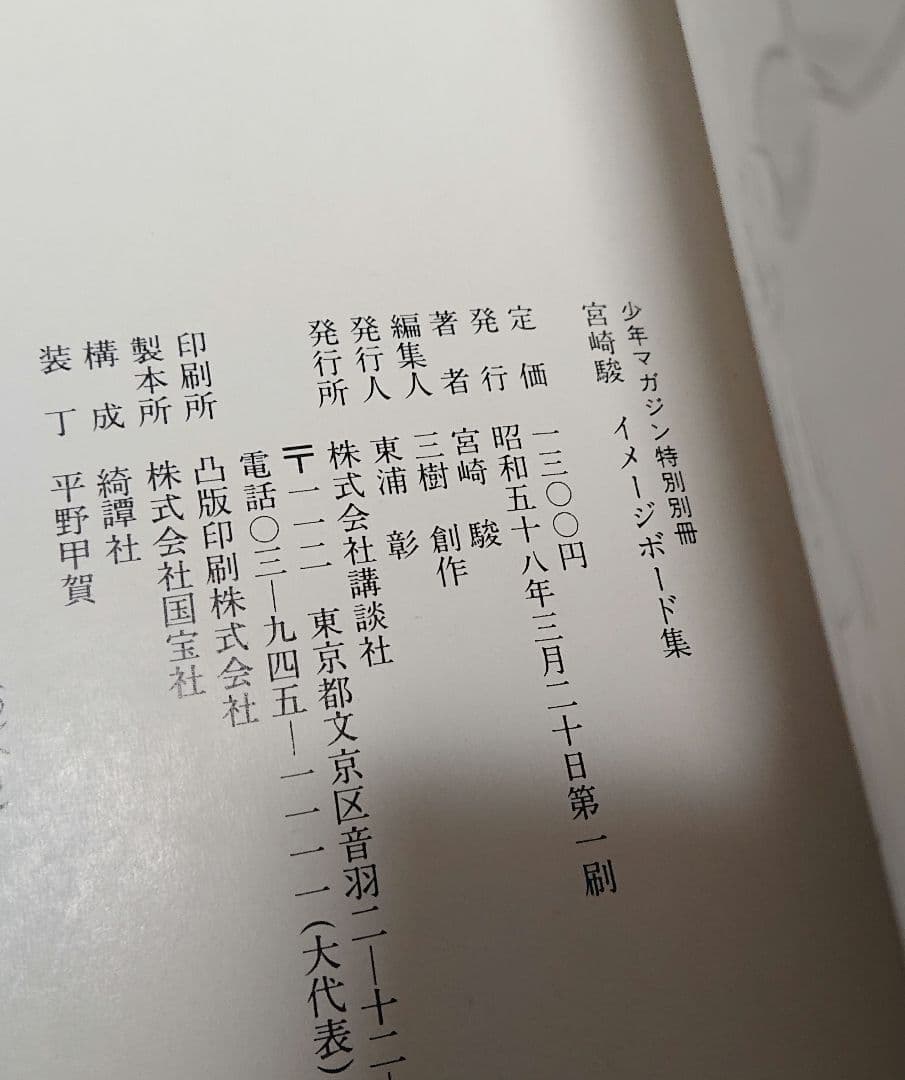 少年マガジン特別別冊
宮崎駿 イメージボード集
定価 一三〇〇円
発行 昭和五十八年三月二十日第一刷
著者 宮崎 駿
編集人 三樹 創作
発行人 東浦 彰
発行所 株式会社講談社
〒一一二 東京都文京区音羽二―十二―
電話〇三―九四五―一一一一(大代表)
印刷所 凸版印刷株式会社
製本所 株式会社国宝社
構成 綺譚社
装丁 平野甲賀